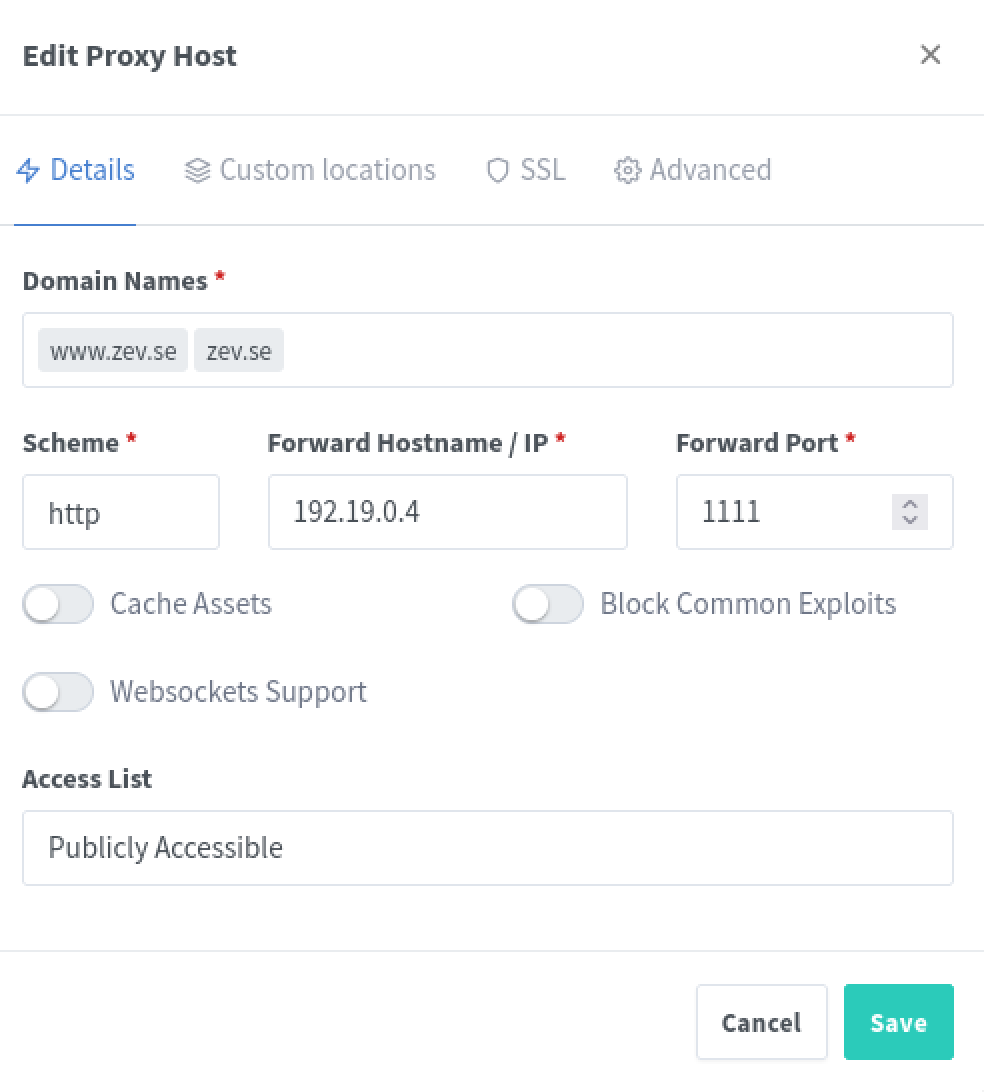 Edit Proxy Host
Details Custom locations SSL Advanced
Domain Names *
www.zev.se zev.se
Scheme * Forward Hostname / IP * Forward Port *
http 192.19.0.4 1111
Cache Assets Block Common Exploits
Websockets Support
Access List
Publicly Accessible
Cancel Save